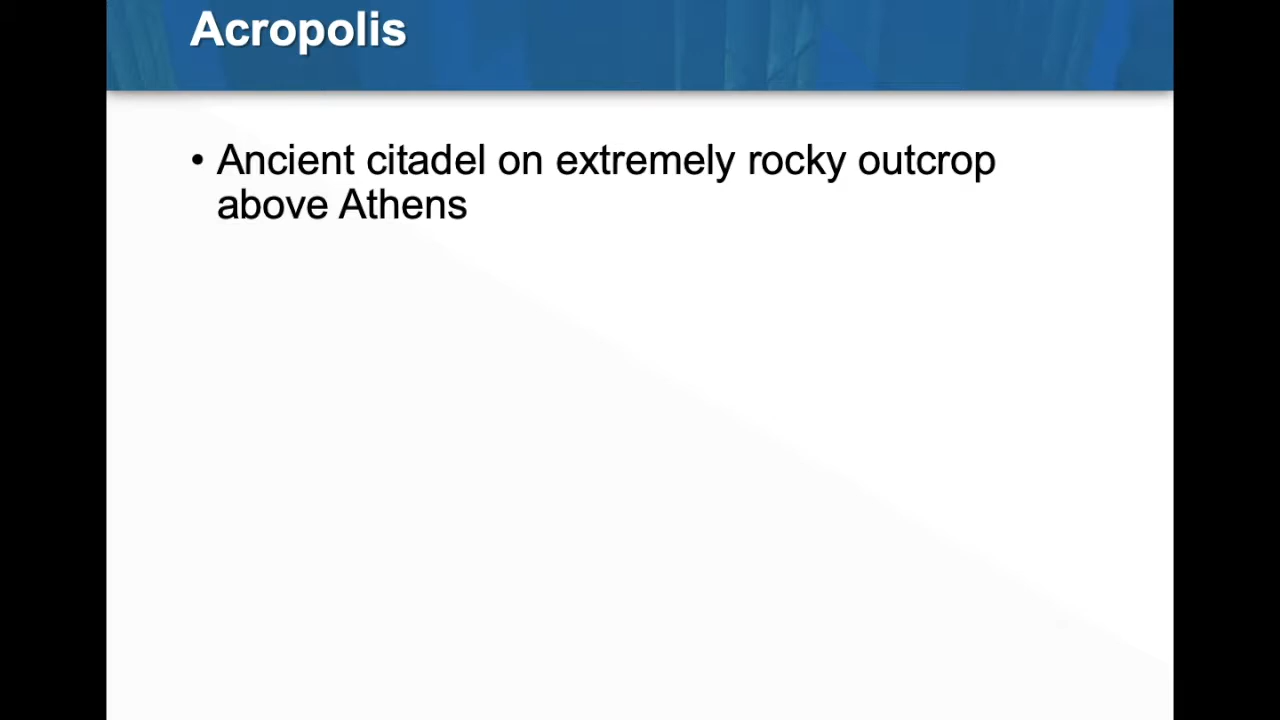 Acropolis
• Ancient citadel on extremely rocky outcrop
above Athens